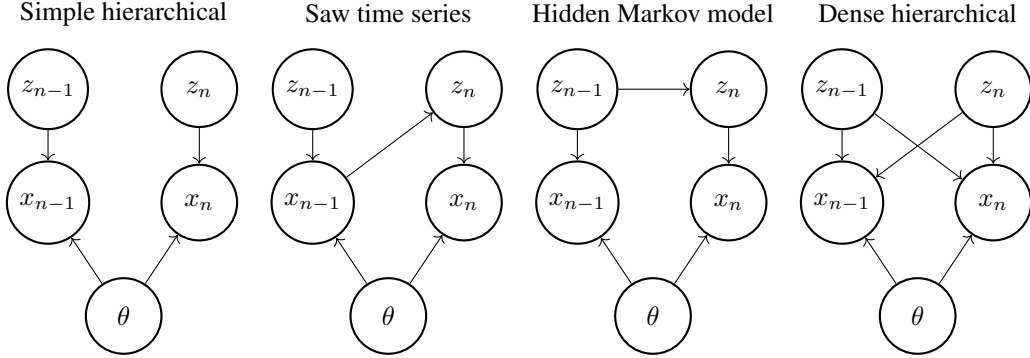 Simple hierarchical Saw time series Hidden Markov model Dense hierarchical
z_{n−1} z_n z_{n−1} z_n z_{n−1} z_n z_{n−1} z_n
x_{n−1} x_n x_{n−1} x_n x_{n−1} x_n x_{n−1} x_n
θ θ θ θ